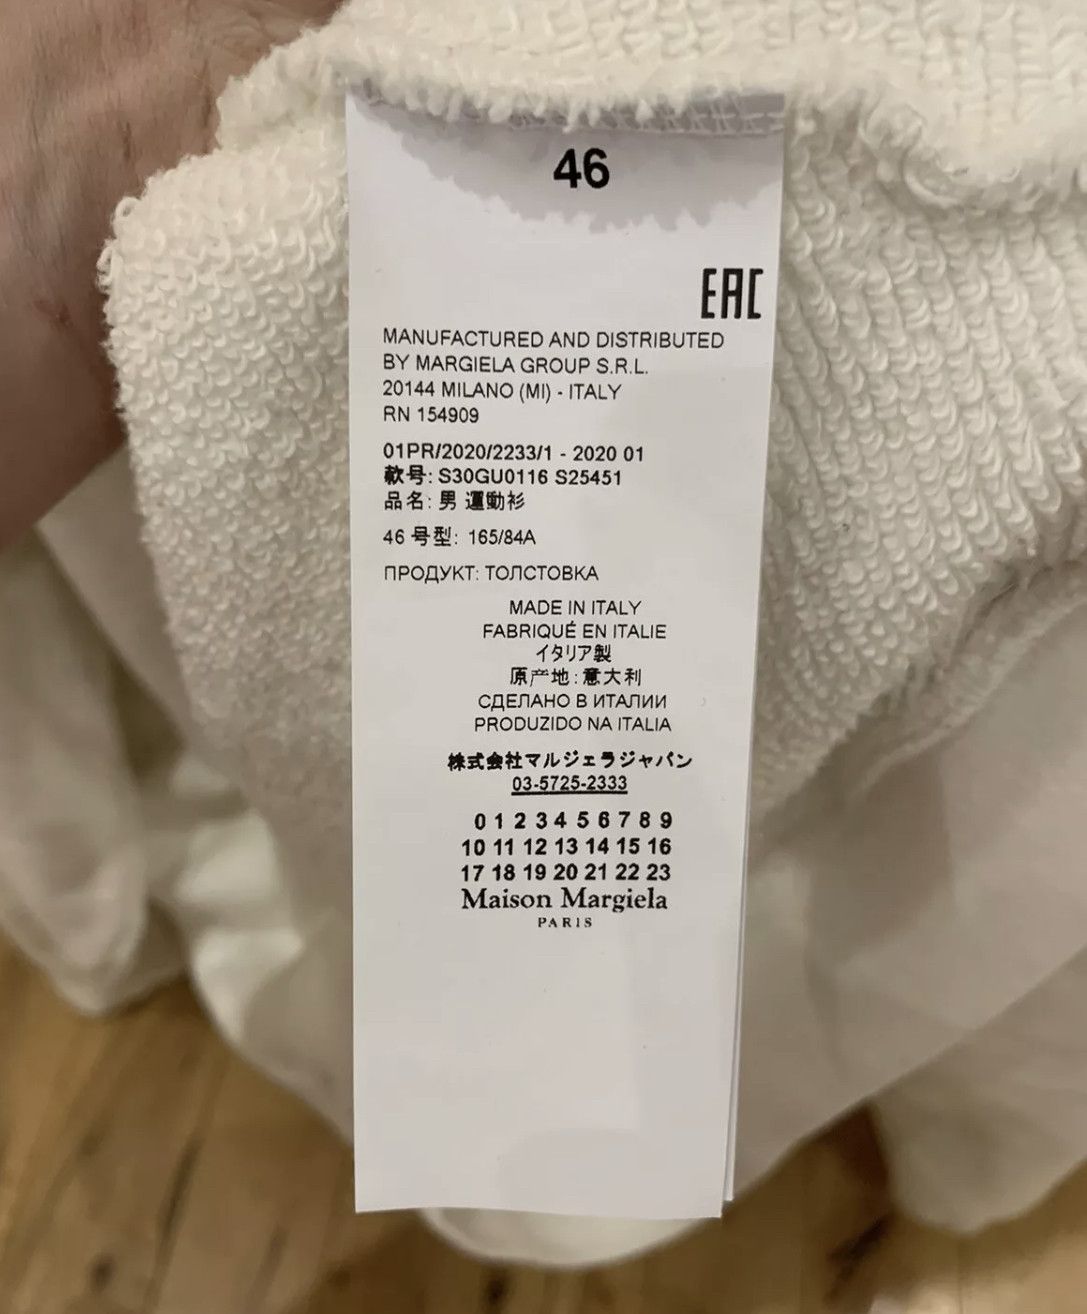 46
EAC
MANUFACTURED AND DISTRIBUTED
BY MARGIELA GROUP S.R.L.
20144 MILANO (MI) - ITALY
RN 154909
01PR/2020/2233/1 - 2020 01
款号: S30GU0116 S25451
品名: 男 運動衫
46 号型: 165/84A
ПРОДУКТ: ТОЛСТОВКА
MADE IN ITALY
FABRIQUÉ EN ITALIE
イタリア製
原产地: 意大利
СДЕЛАНО В ИТАЛИИ
PRODUZIDO NA ITALIA
株式会社マルジェラジャパン
03-5725-2333
0 1 2 3 4 5 6 7 8 9
10 11 12 13 14 15 16
17 18 19 20 21 22 23
Maison Margiela
PARIS